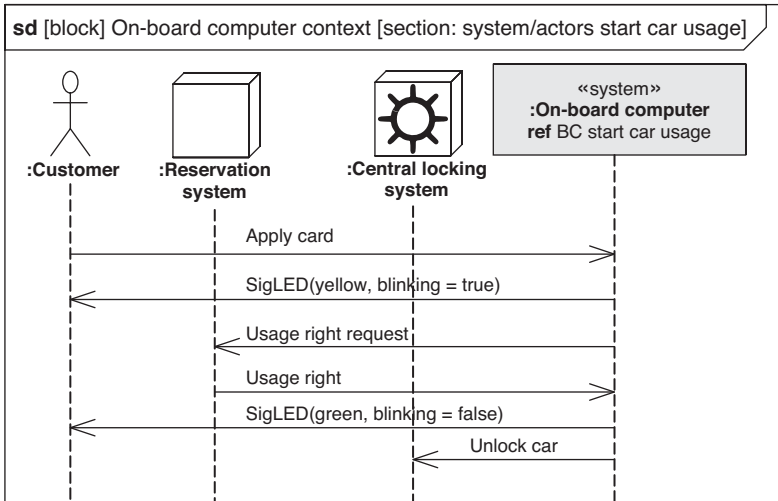 sd [block] On-board computer context [section: system/actors start car usage]
«system»
:On-board computer
ref BC start car usage
:Customer
:Reservation
system
:Central locking
system
Apply card
SigLED(yellow, blinking = true)
Usage right request
Usage right
SigLED(green, blinking = false)
Unlock car